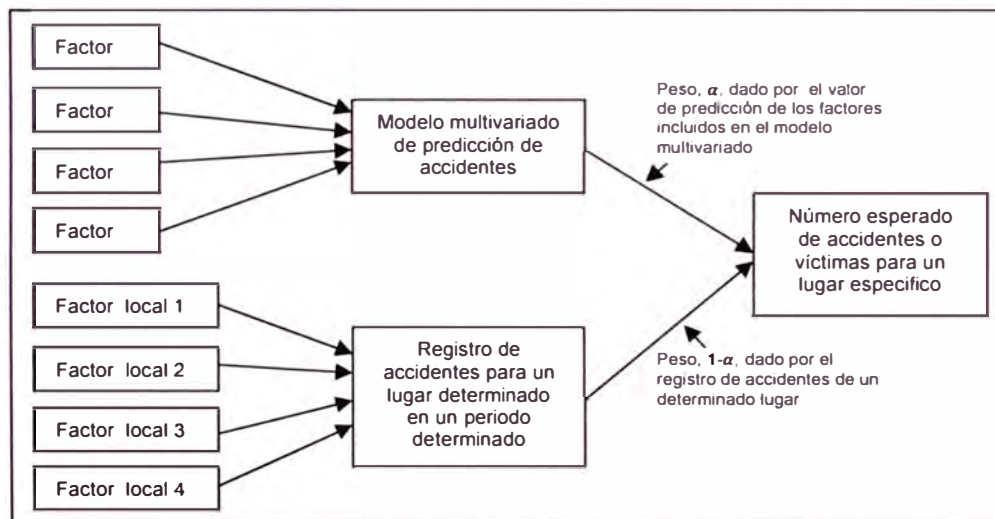 Factor
Factor
Factor
Factor
Modelo multivariado
de predicción de
accidentes
Peso, α, dado por el valor
de predicción de los factores
incluidos en el modelo
multivariado
Número esperado
de accidentes o
víctimas para un
lugar especifico
Factor local 1
Factor local 2
Factor local 3
Factor local 4
Registro de
accidentes para un
lugar determinado
en un periodo
determinado
Peso, 1-α, dado por el
registro de accidentes de un
determinado lugar